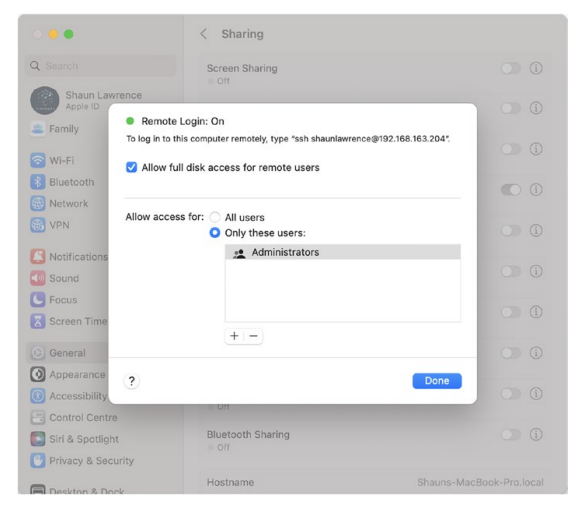 Sharing
Search
Shaun Lawrence
Apple ID
Family
Wi-Fi
Bluetooth
Network
VPN
Notifications
Sound
Focus
Screen Time
General
Appearance
Accessibility
Control Centre
Siri & Spotlight
Privacy & Security
Desktop & Dock
Screen Sharing
Off
Remote Login: On
To log in to this computer remotely, type “ssh shaunlawrence@192.168.163.204”.
Allow full disk access for remote users
Allow access for:
All users
Only these users:
Administrators
+ −
?
Done
Off
Bluetooth Sharing
Off
Hostname
Shauns-MacBook-Pro.local